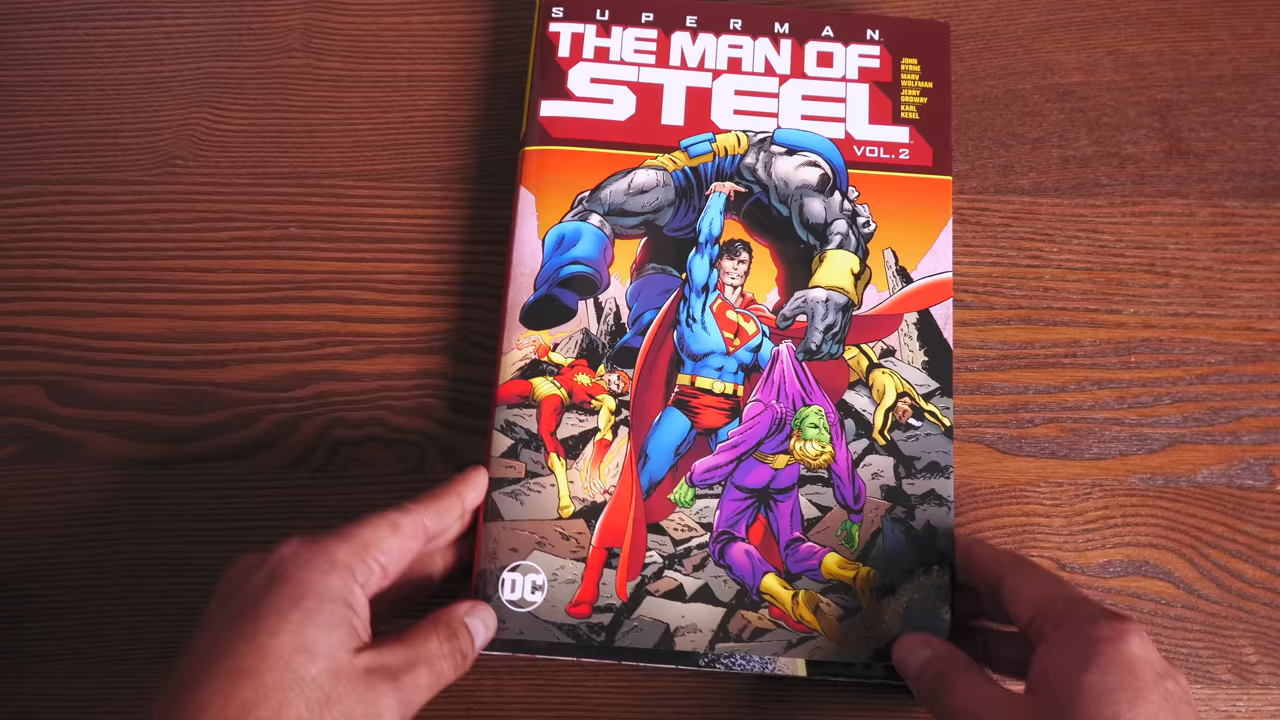 SUPERMAN
THE MAN OF
STEEL
JOHN
BYRNE
MARV
WOLFMAN
JERRY
ORDWAY
KARL
KESEL
VOL. 2
DC